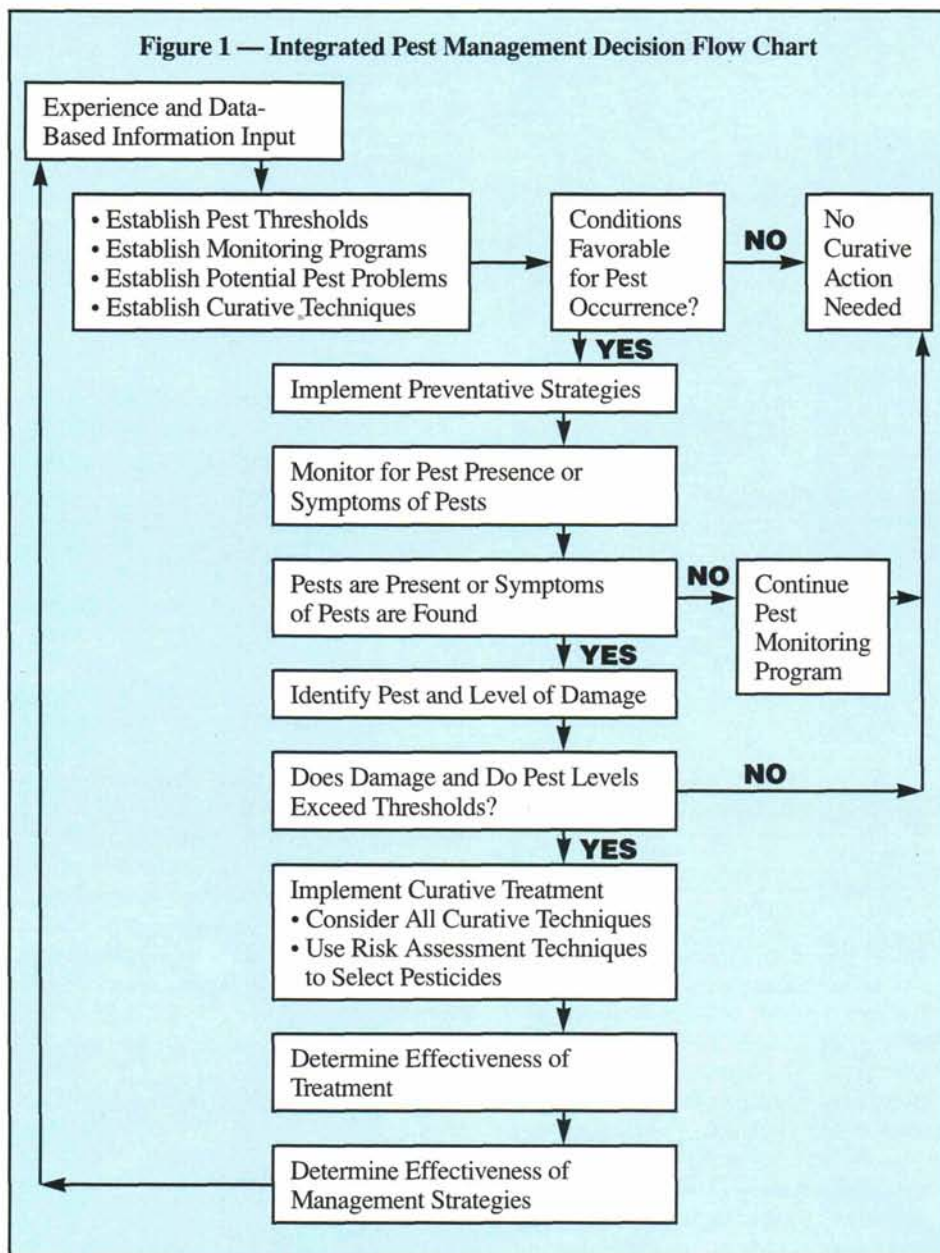 Figure 1 — Integrated Pest Management Decision Flow Chart
Experience and Data-
Based Information Input
• Establish Pest Thresholds
• Establish Monitoring Programs
• Establish Potential Pest Problems
• Establish Curative Techniques
Conditions
Favorable
for Pest
Occurrence?
NO
No
Curative
Action
Needed
YES
Implement Preventative Strategies
Monitor for Pest Presence or
Symptoms of Pests
Pests are Present or Symptoms
of Pests are Found
NO
Continue
Pest
Monitoring
Program
YES
Identify Pest and Level of Damage
Does Damage and Do Pest Levels
Exceed Thresholds?
NO
YES
Implement Curative Treatment
• Consider All Curative Techniques
• Use Risk Assessment Techniques
to Select Pesticides
Determine Effectiveness of
Treatment
Determine Effectiveness of
Management Strategies